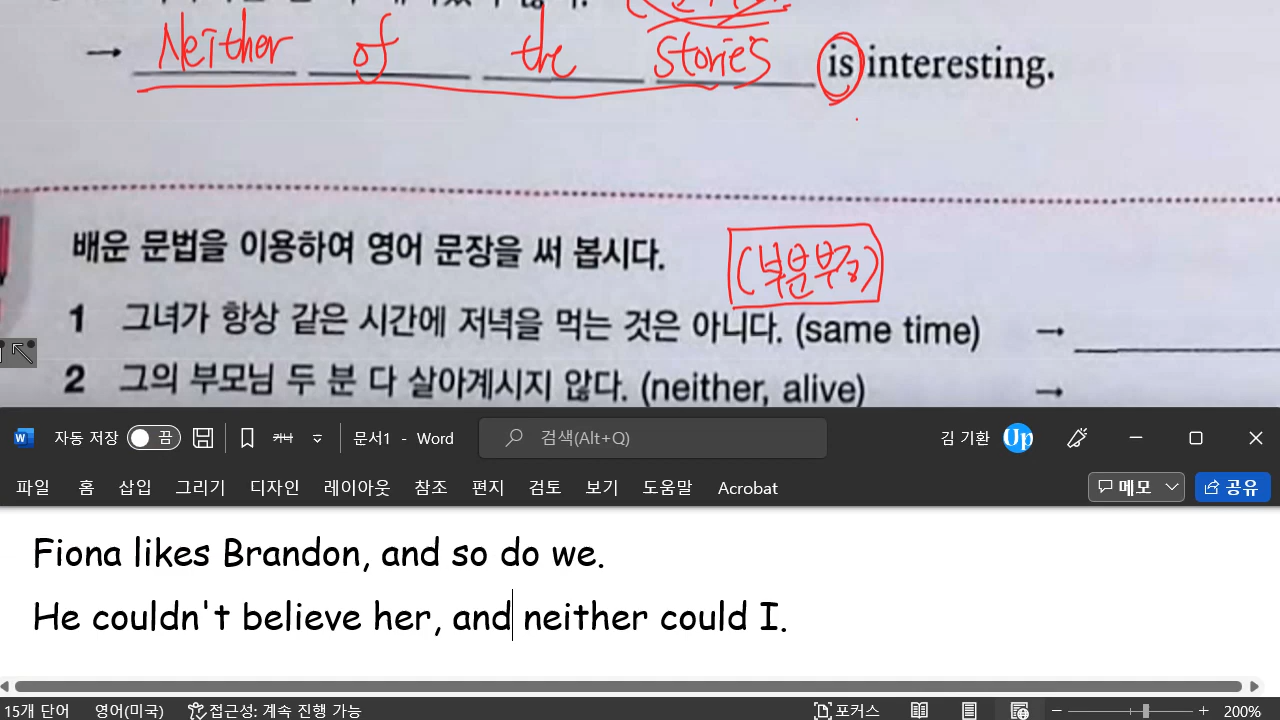 → Neither of the stories is interesting.
배운 문법을 이용하여 영어 문장을 써 봅시다. (부분부정)
1 그녀가 항상 같은 시간에 저녁을 먹는 것은 아니다. (same time) →
2 그의 부모님 두 분 다 살아계시지 않다. (neither, alive) →
자동 저장 끔 가나 문서1 - Word 검색(Alt+Q) 김 기환 Up
파일 홈 삽입 그리기 디자인 레이아웃 참조 편지 검토 보기 도움말 Acrobat 메모 공유
Fiona likes Brandon, and so do we.
He couldn't believe her, and neither could I.
15개 단어 영어(미국) 접근성: 계속 진행 가능 포커스 200%